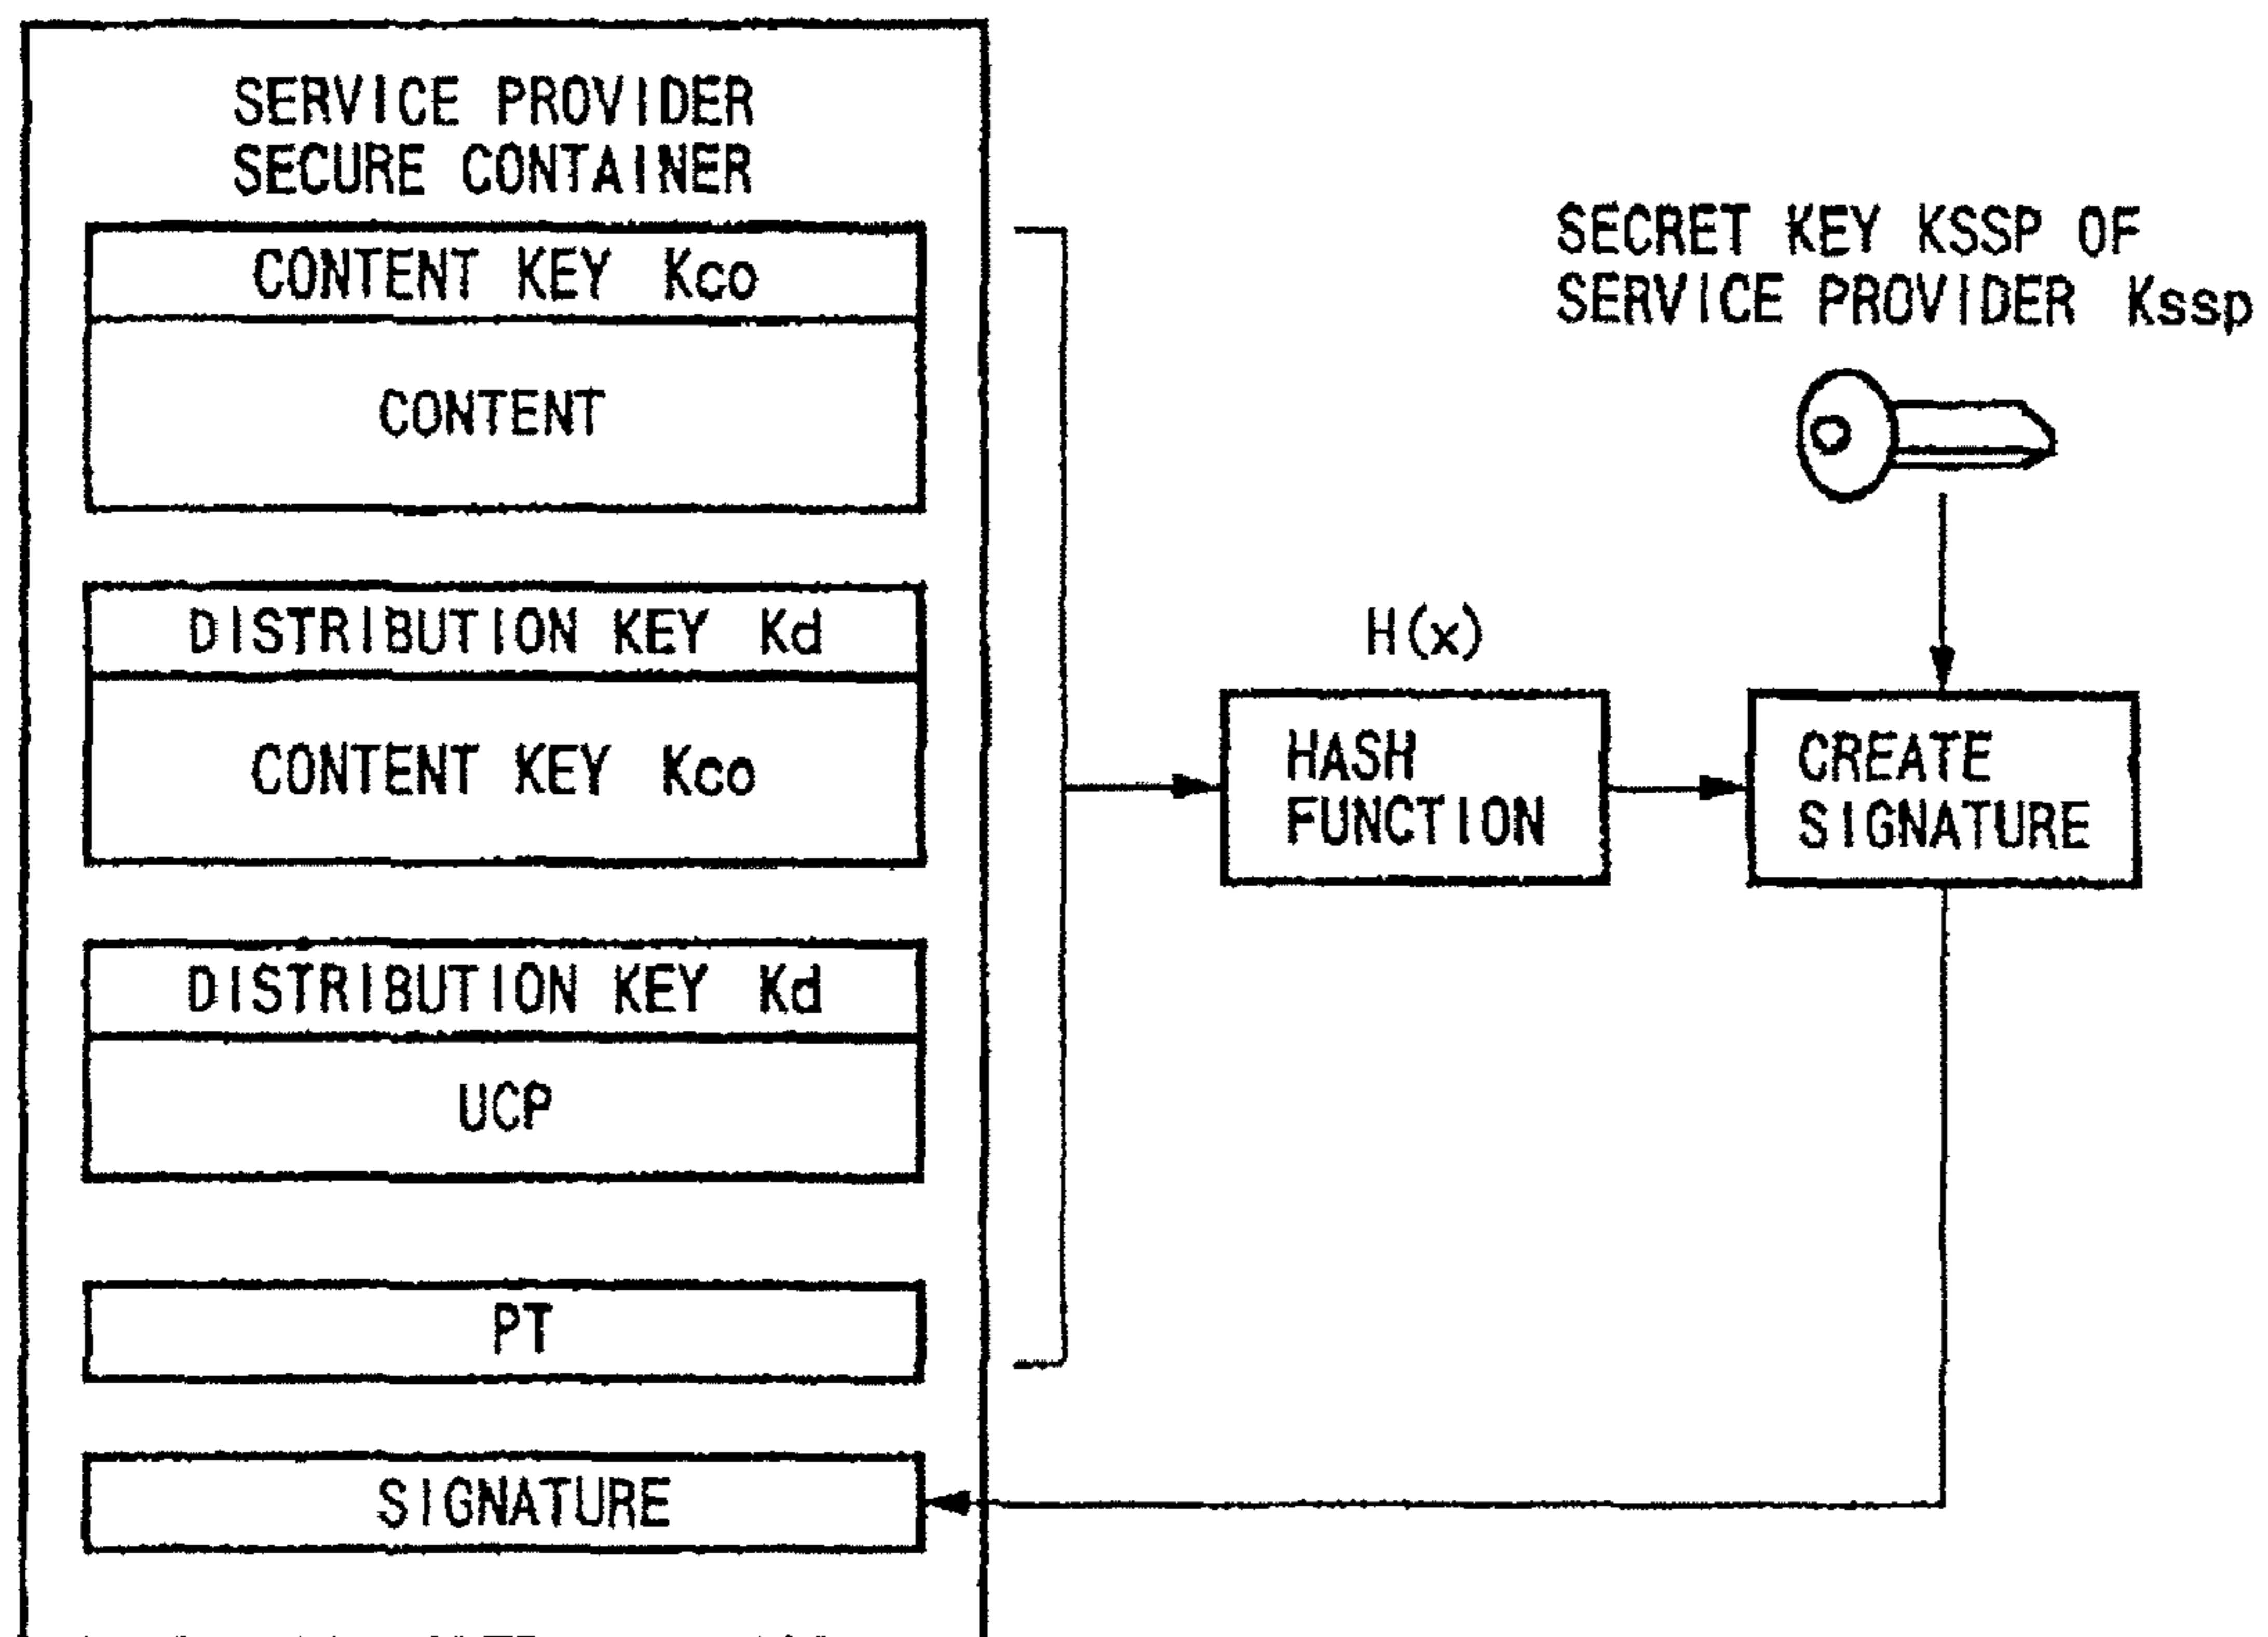 SERVICE PROVIDER
SECURE CONTAINER
CONTENT KEY Kco
CONTENT
DISTRIBUTION KEY Kd
CONTENT KEY Kco
DISTRIBUTION KEY Kd
UCP
PT
SIGNATURE
H(x)
HASH
FUNCTION
SECRET KEY KSSP OF
SERVICE PROVIDER Kssp
CREATE
SIGNATURE